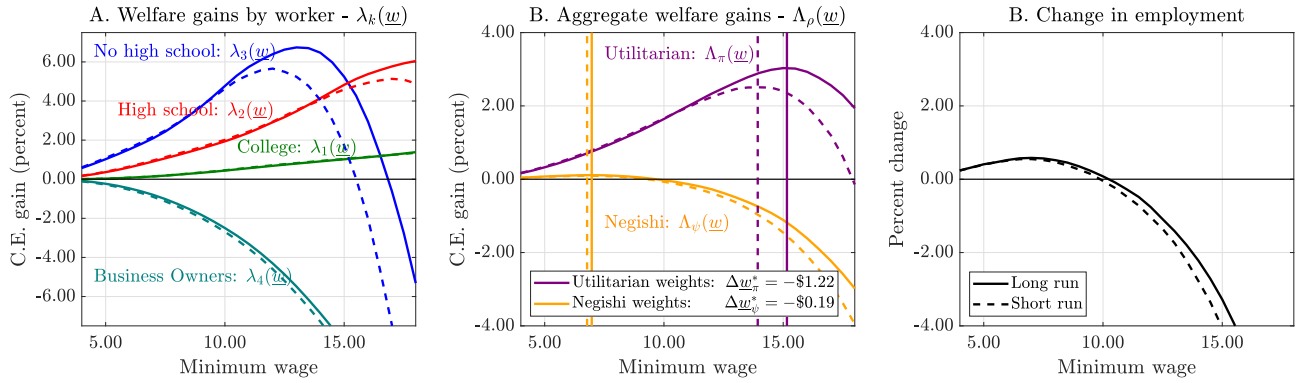 A. Welfare gains by worker - λ_k(w)
C.E. gain (percent)
6.00
4.00
2.00
0.00
-2.00
-4.00
-6.00
No high school: λ_3(w)
High school: λ_2(w)
College: λ_1(w)
Business Owners: λ_4(w)
5.00 10.00 15.00
Minimum wage
B. Aggregate welfare gains - Λ_ρ(w)
C.E. gain (percent)
4.00
2.00
0.00
-2.00
-4.00
Utilitarian: Λ_π(w)
Negishi: Λ_ψ(w)
Utilitarian weights: Δw*_π = −$1.22
Negishi weights: Δw*_ψ = −$0.19
5.00 10.00 15.00
Minimum wage
B. Change in employment
Percent change
4.00
2.00
0.00
-2.00
-4.00
Long run
Short run
5.00 10.00 15.00
Minimum wage